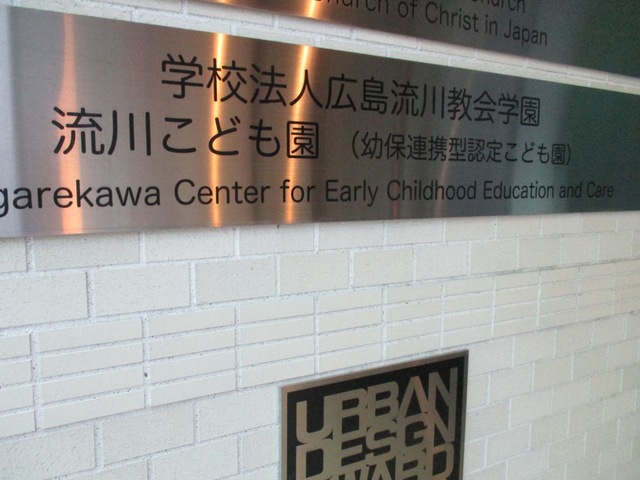 Church
Church of Christ in Japan
学校法人広島流川教会学園
流川こども園 （幼保連携型認定こども園）
garekawa Center for Early Childhood Education and Care
URBAN
DESIGN
AWARD